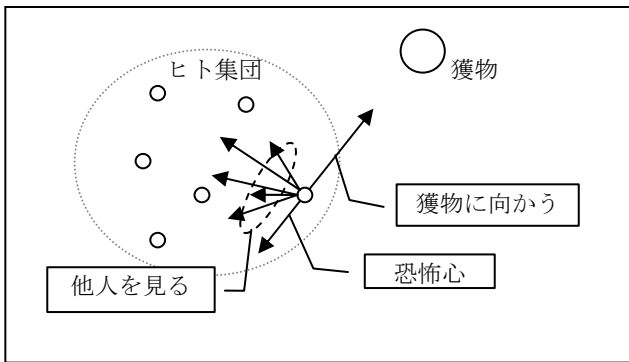 ヒト集団
獲物
獲物に向かう
恐怖心
他人を見る